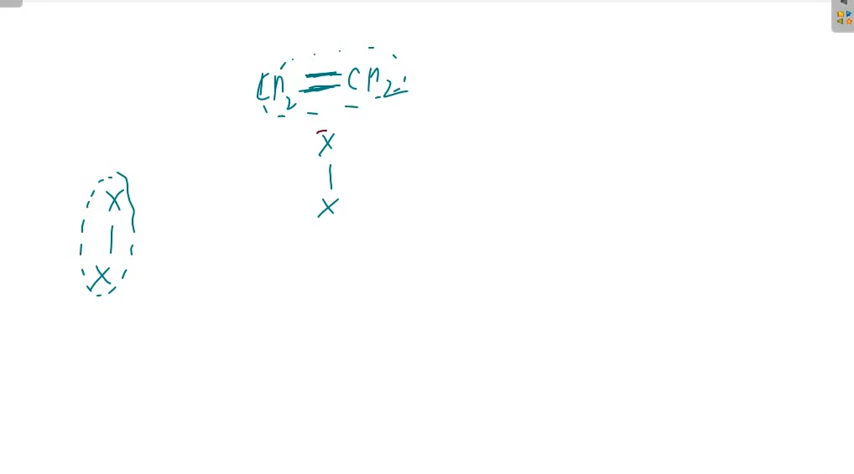 CH₂=CH₂
X
|
X
X
|
X